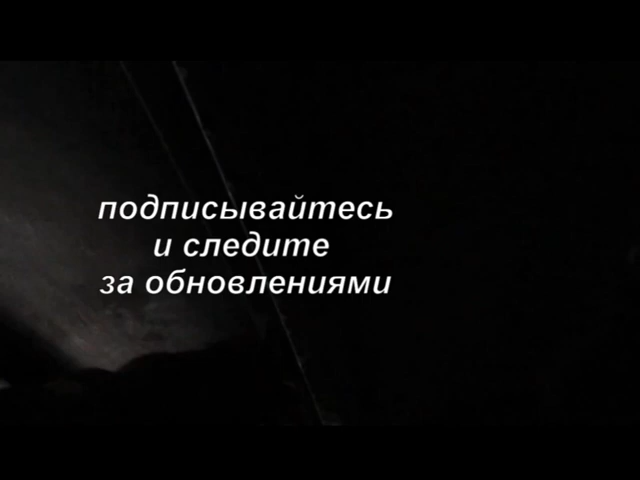 подписывайтесь
и следите
за обновлениями